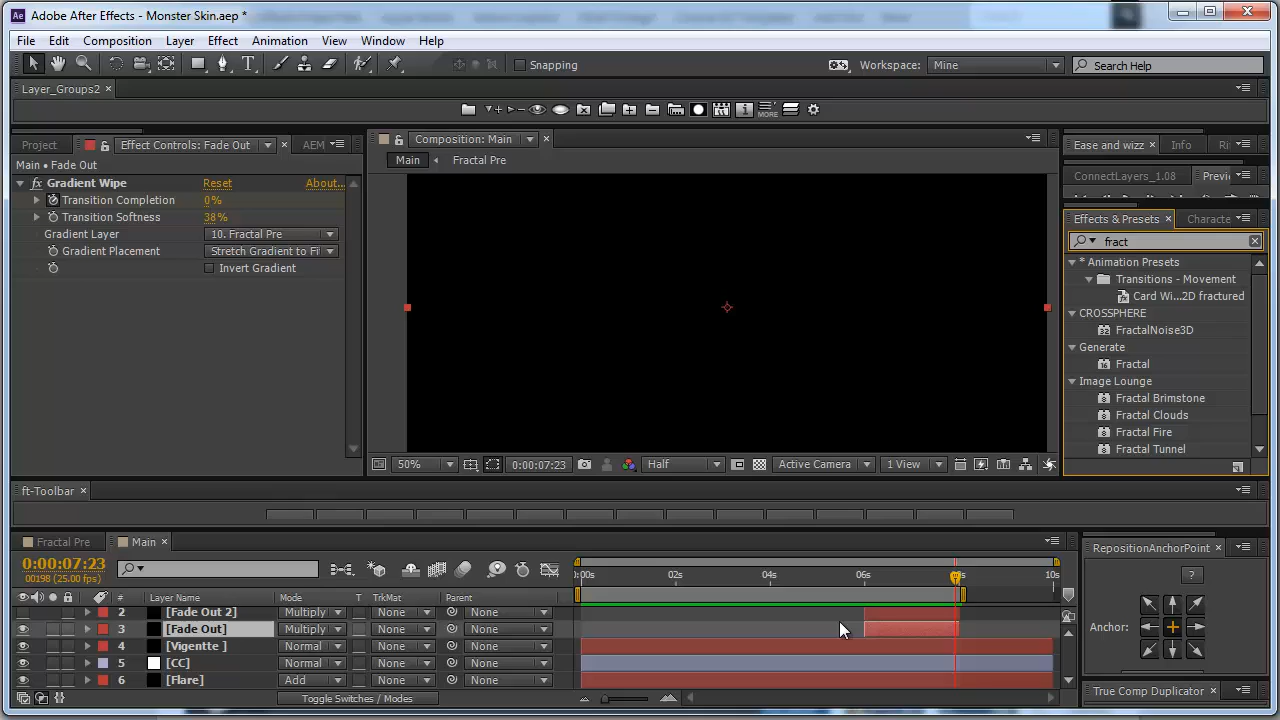 Adobe After Effects - Monster Skin.aep *
File Edit Composition Layer Effect Animation View Window Help
Snapping
Workspace: Mine
Search Help
Layer_Groups2
MORE
Project
Effect Controls: Fade Out
AEM
Composition: Main
Ease and wizz
Info
Ri
Main • Fade Out
Main
Fractal Pre
ConnectLayers_1.08
Previ
Gradient Wipe
Reset
About...
Transition Completion
0%
Transition Softness
38%
Gradient Layer
10. Fractal Pre
Gradient Placement
Stretch Gradient to Fi
Invert Gradient
Effects & Presets
Characte
fract
* Animation Presets
Transitions - Movement
Card Wi...2D fractured
CROSSPHERE
FractalNoise3D
Generate
Fractal
Image Lounge
Fractal Brimstone
Fractal Clouds
Fractal Fire
Fractal Tunnel
50%
0:00:07:23
Half
Active Camera
1 View
ft-Toolbar
Fractal Pre
Main
0:00:07:23
00198 (25.00 fps)
:00s 02s 04s 06s 10s
# Layer Name Mode T TrkMat Parent
2 [Fade Out 2] Multiply None None
3 [Fade Out] Multiply None None
4 [Vigentte ] Normal None None
5 [CC] Normal None None
6 [Flare] Add None None
Toggle Switches / Modes
RepositionAnchorPoint
?
Anchor:
True Comp Duplicator